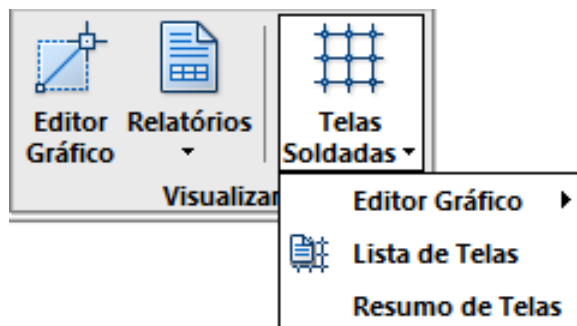 Editor Gráfico
Relatórios
Telas Soldadas
Visualizar
Editor Gráfico
Lista de Telas
Resumo de Telas